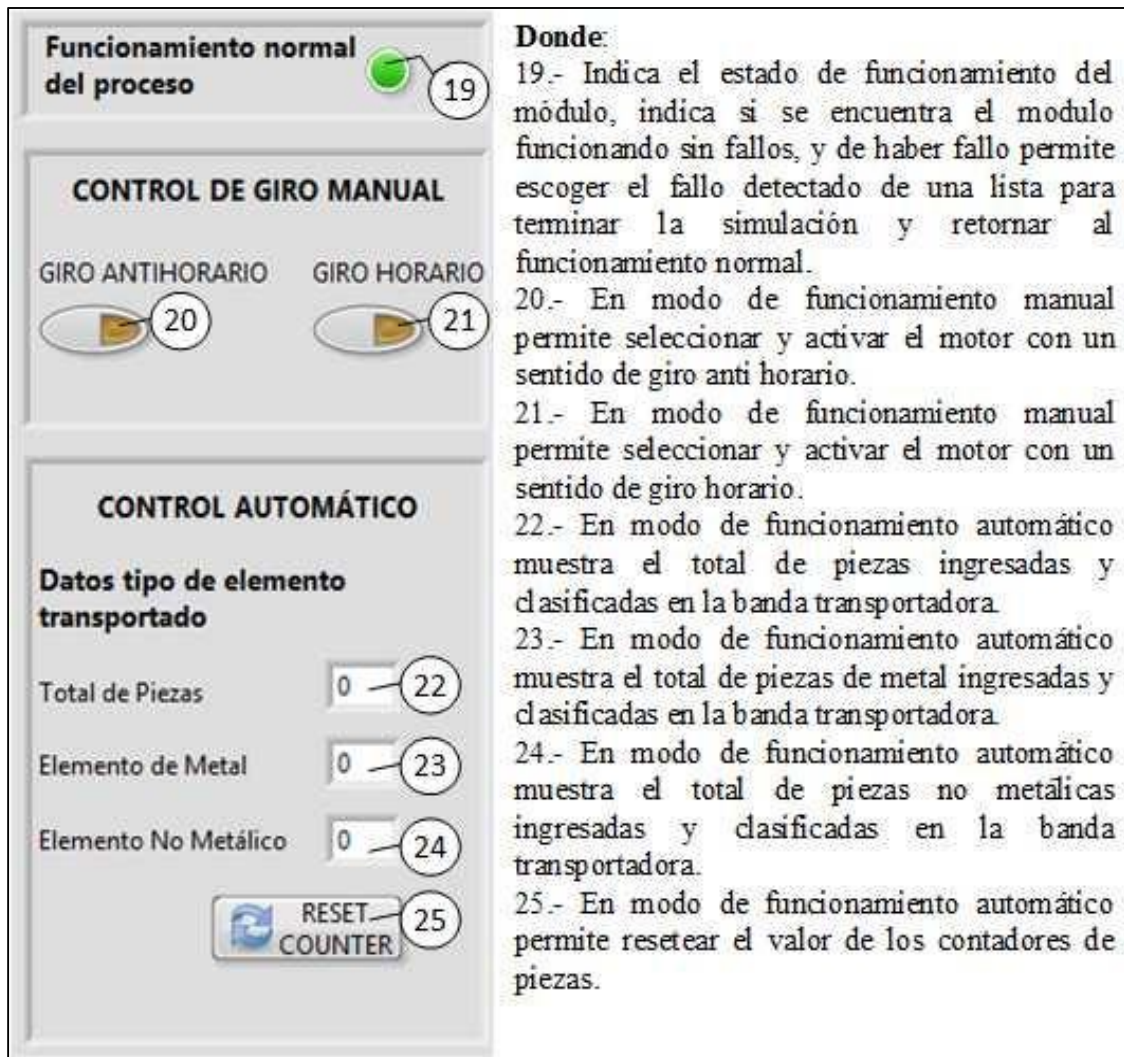 Funcionamiento normal
del proceso
19
CONTROL DE GIRO MANUAL
GIRO ANTIHORARIO GIRO HORARIO
20 21
CONTROL AUTOMÁTICO
Datos tipo de elemento
transportado
Total de Piezas 0 22
Elemento de Metal 0 23
Elemento No Metálico 0 24
RESET
COUNTER
25
Donde:
19.- Indica el estado de funcionamiento del
módulo, indica si se encuentra el modulo
funcionando sin fallos, y de haber fallo permite
escoger el fallo detectado de una lista para
terminar la simulación y retornar al
funcionamiento normal.
20.- En modo de funcionamiento manual
permite seleccionar y activar el motor con un
sentido de giro anti horario.
21.- En modo de funcionamiento manual
permite seleccionar y activar el motor con un
sentido de giro horario.
22.- En modo de funcionamiento automático
muestra el total de piezas ingresadas y
clasificadas en la banda transportadora.
23.- En modo de funcionamiento automático
muestra el total de piezas de metal ingresadas y
clasificadas en la banda transportadora.
24.- En modo de funcionamiento automático
muestra el total de piezas no metálicas
ingresadas y clasificadas en la banda
transportadora.
25.- En modo de funcionamiento automático
permite resetear el valor de los contadores de
piezas.